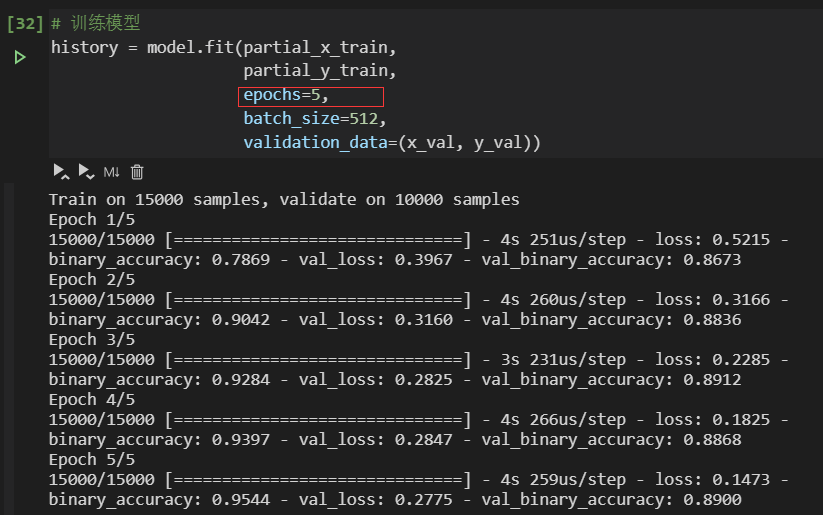 [32] # 训练模型
history = model.fit(partial_x_train,
partial_y_train,
epochs=5,
batch_size=512,
validation_data=(x_val, y_val))
M↓
Train on 15000 samples, validate on 10000 samples
Epoch 1/5
15000/15000 [==============================] - 4s 251us/step - loss: 0.5215 -
binary_accuracy: 0.7869 - val_loss: 0.3967 - val_binary_accuracy: 0.8673
Epoch 2/5
15000/15000 [==============================] - 4s 260us/step - loss: 0.3166 -
binary_accuracy: 0.9042 - val_loss: 0.3160 - val_binary_accuracy: 0.8836
Epoch 3/5
15000/15000 [==============================] - 3s 231us/step - loss: 0.2285 -
binary_accuracy: 0.9284 - val_loss: 0.2825 - val_binary_accuracy: 0.8912
Epoch 4/5
15000/15000 [==============================] - 4s 266us/step - loss: 0.1825 -
binary_accuracy: 0.9397 - val_loss: 0.2847 - val_binary_accuracy: 0.8868
Epoch 5/5
15000/15000 [==============================] - 4s 259us/step - loss: 0.1473 -
binary_accuracy: 0.9544 - val_loss: 0.2775 - val_binary_accuracy: 0.8900